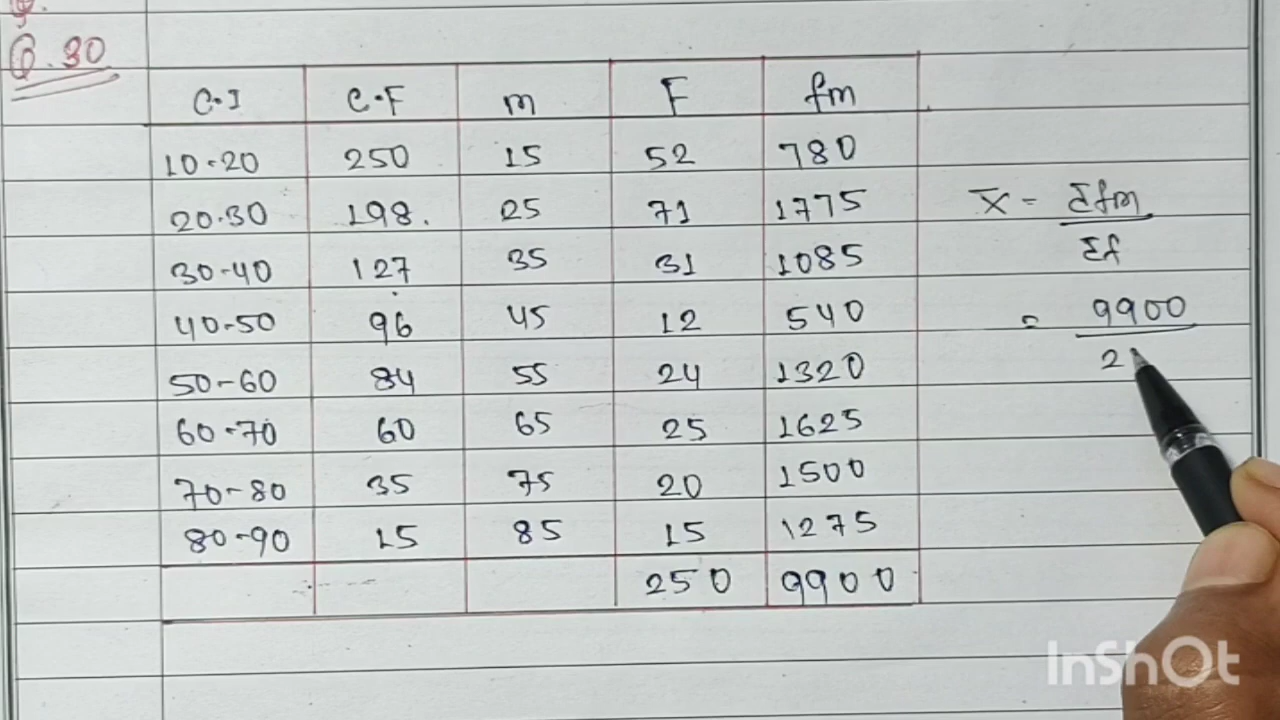 Q.30
C.I C.F m F fm
10-20 250 15 52 780
20-30 198. 25 71 1775
30-40 127 35 31 1085
40-50 96 45 12 540
50-60 84 55 24 1320
60-70 60 65 25 1625
70-80 35 75 20 1500
80-90 15 85 15 1275
250 9900
X̄ = Σfm
Σf
= 9900
2
InShOt